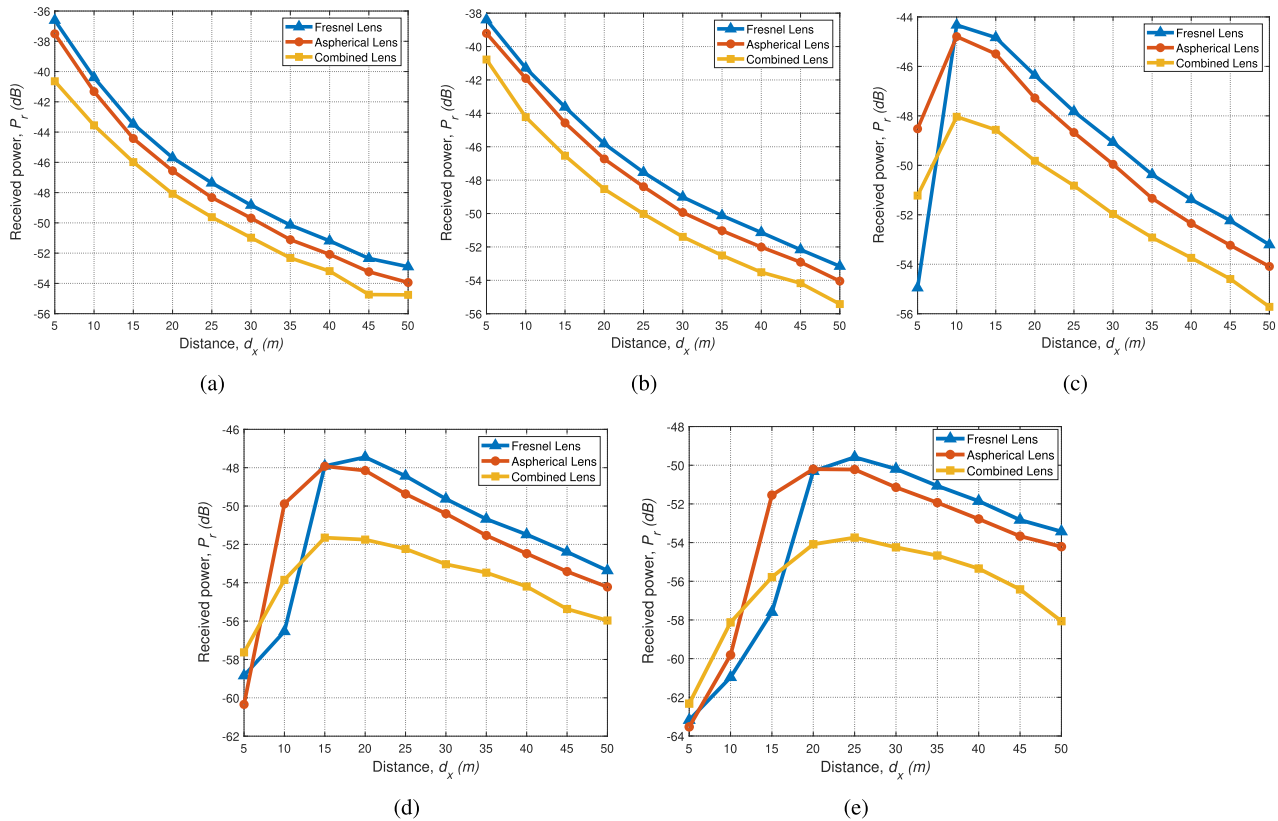 -36
-38
-40
-42
-44
-46
-48
-50
-52
-54
-56
Received power, P_r (dB)
Fresnel Lens
Aspherical Lens
Combined Lens
5 10 15 20 25 30 35 40 45 50
Distance, d_x (m)
(a)
-38
-40
-42
-44
-46
-48
-50
-52
-54
-56
Received power, P_r (dB)
Fresnel Lens
Aspherical Lens
Combined Lens
5 10 15 20 25 30 35 40 45 50
Distance, d_x (m)
(b)
-44
-46
-48
-50
-52
-54
-56
Received power, P_r (dB)
Fresnel Lens
Aspherical Lens
Combined Lens
5 10 15 20 25 30 35 40 45 50
Distance, d_x (m)
(c)
-46
-48
-50
-52
-54
-56
-58
-60
-62
Received power, P_r (dB)
Fresnel Lens
Aspherical Lens
Combined Lens
5 10 15 20 25 30 35 40 45 50
Distance, d_x (m)
(d)
-48
-50
-52
-54
-56
-58
-60
-62
-64
Received power, P_r (dB)
Fresnel Lens
Aspherical Lens
Combined Lens
5 10 15 20 25 30 35 40 45 50
Distance, d_x (m)
(e)